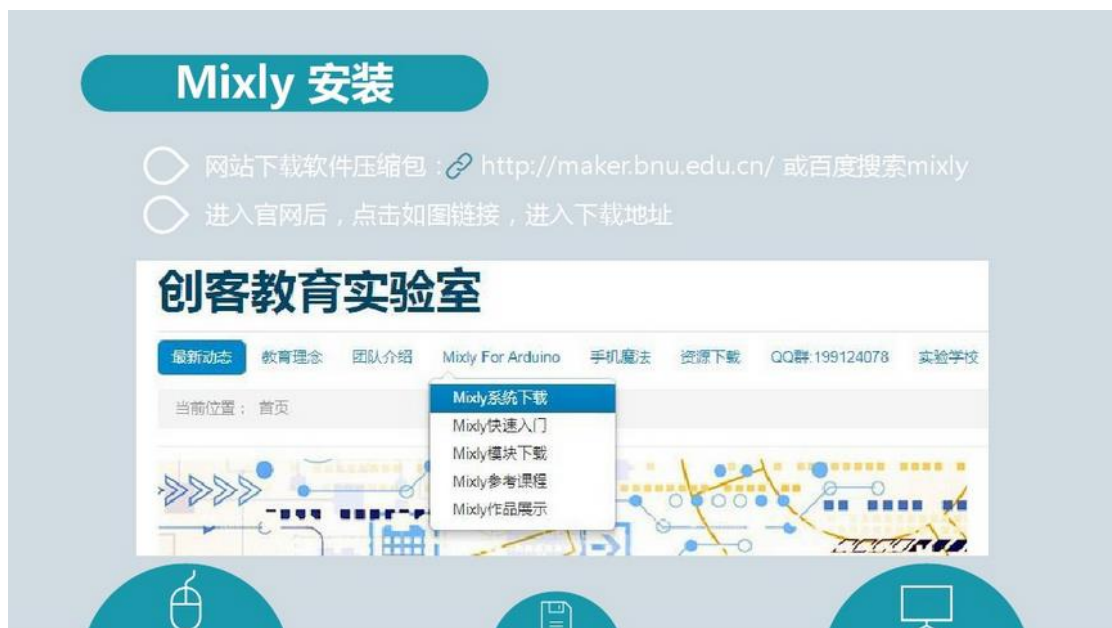 Mixly 安装
网站下载软件压缩包：http://maker.bnu.edu.cn/ 或百度搜索mixly
进入官网后，点击如图链接，进入下载地址
创客教育实验室
最新动态 教育理念 团队介绍 Mixly For Arduino 手机魔法 资源下载 QQ群:199124078 实验学校
当前位置： 首页
Mixly系统下载
Mixly快速入门
Mixly模块下载
Mixly参考课程
Mixly作品展示